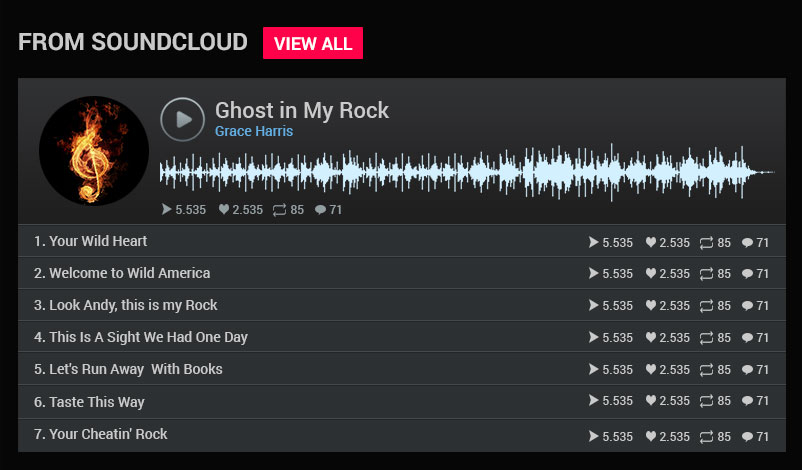 FROM SOUNDCLOUD VIEW ALL
Ghost in My Rock
Grace Harris
5.535 2.535 85 71
1. Your Wild Heart 5.535 2.535 85 71
2. Welcome to Wild America 5.535 2.535 85 71
3. Look Andy, this is my Rock 5.535 2.535 85 71
4. This Is A Sight We Had One Day 5.535 2.535 85 71
5. Let's Run Away  With Books 5.535 2.535 85 71
6. Taste This Way 5.535 2.535 85 71
7. Your Cheatin' Rock 5.535 2.535 85 71